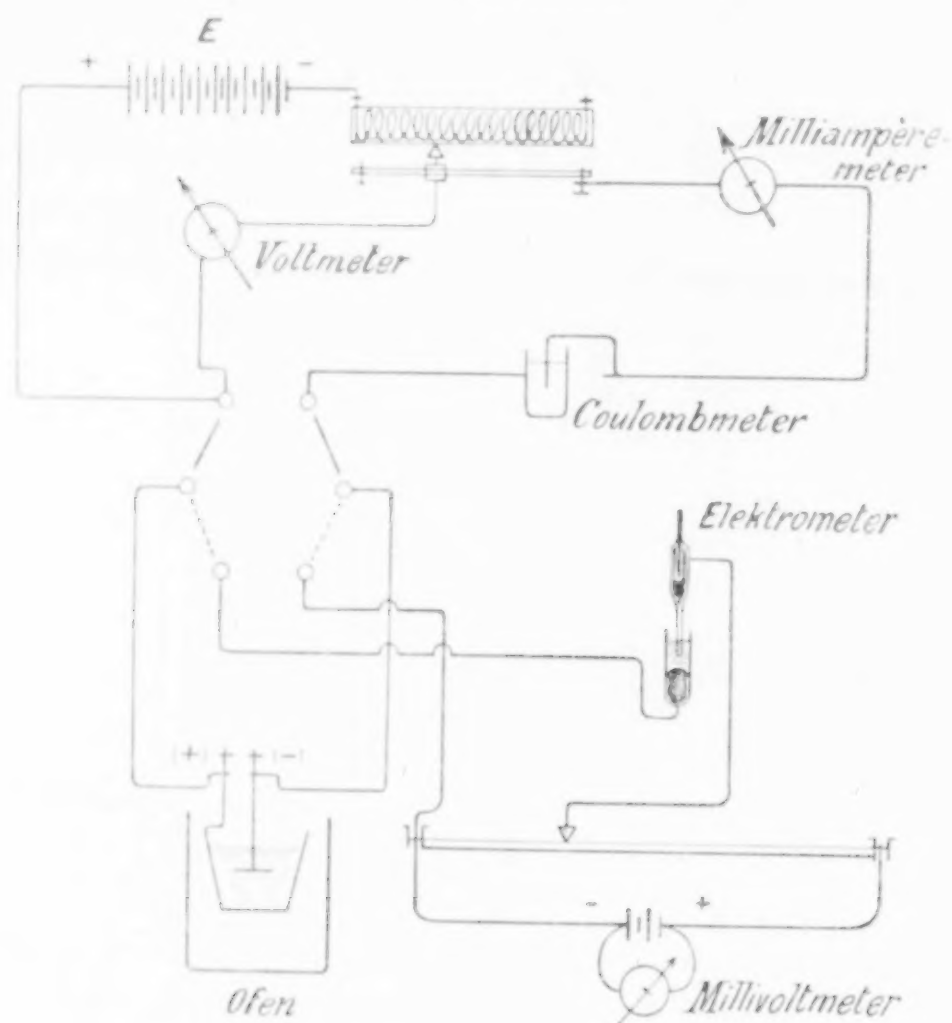 E
+ -
Milliampère-
meter
Voltmeter
Coulombmeter
Elektrometer
(+) + + (-)
- +
Ofen
Millivoltmeter